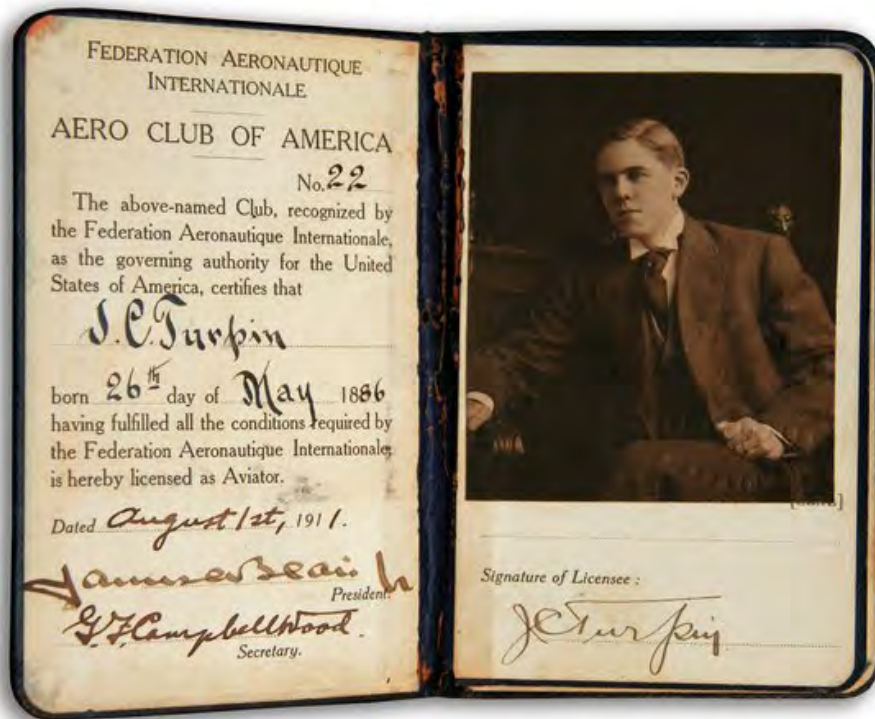 FEDERATION AERONAUTIQUE
INTERNATIONALE
AERO CLUB OF AMERICA
No. 22
The above-named Club, recognized by
the Federation Aeronautique Internationale,
as the governing authority for the United
States of America, certifies that
J. C. Turpin
born 26th day of May 1886
having fulfilled all the conditions required by
the Federation Aeronautique Internationale,
is hereby licensed as Aviator.
Dated August 1st, 1911.
President.
G. F. Campbell Wood.
Secretary.
Signature of Licensee :
J C Turpin